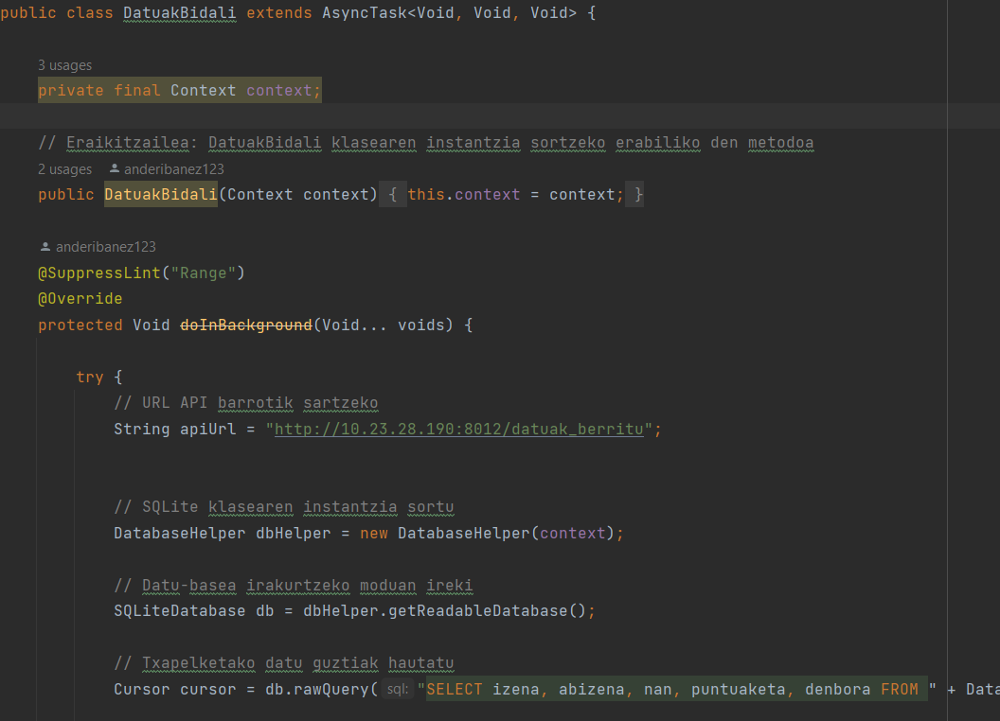 public class DatuakBidali extends AsyncTask<Void, Void, Void> {
3 usages
private final Context context;
// Eraikitzailea: DatuakBidali klasearen instantzia sortzeko erabiliko den metodoa
2 usages anderibanez123
public DatuakBidali(Context context) { this.context = context; }
anderibanez123
@SuppressLint("Range")
@Override
protected Void doInBackground(Void... voids) {
try {
// URL API barrotik sartzeko
String apiUrl = "http://10.23.28.190:8012/datuak_berritu";
// SQLite klasearen instantzia sortu
DatabaseHelper dbHelper = new DatabaseHelper(context);
// Datu-basea irakurtzeko moduan ireki
SQLiteDatabase db = dbHelper.getReadableDatabase();
// Txapelketako datu guztiak hautatu
Cursor cursor = db.rawQuery( sql: "SELECT izena, abizena, nan, puntuaketa, denbora FROM " + Data